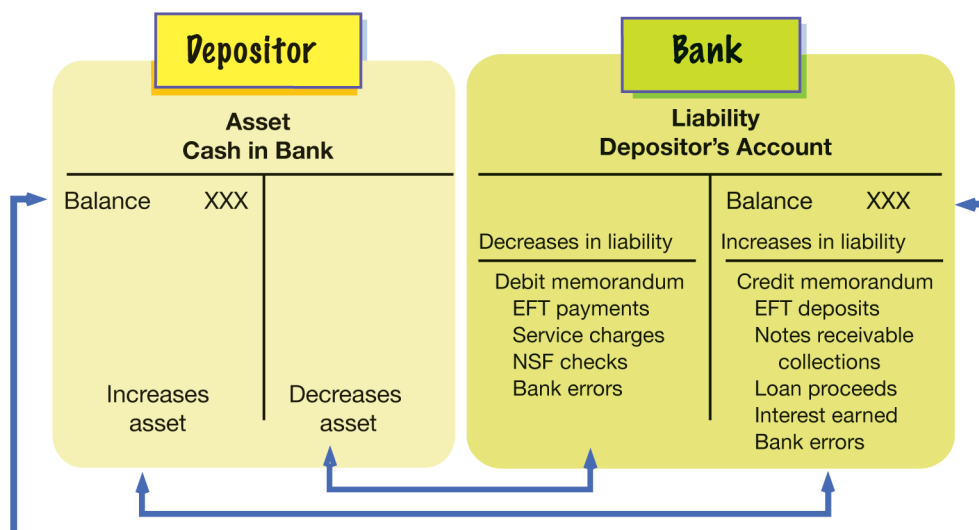 Depositor
Asset
Cash in Bank
Balance XXX
Increases
asset
Decreases
asset
Bank
Liability
Depositor’s Account
Balance XXX
Decreases in liability
Debit memorandum
EFT payments
Service charges
NSF checks
Bank errors
Increases in liability
Credit memorandum
EFT deposits
Notes receivable
collections
Loan proceeds
Interest earned
Bank errors